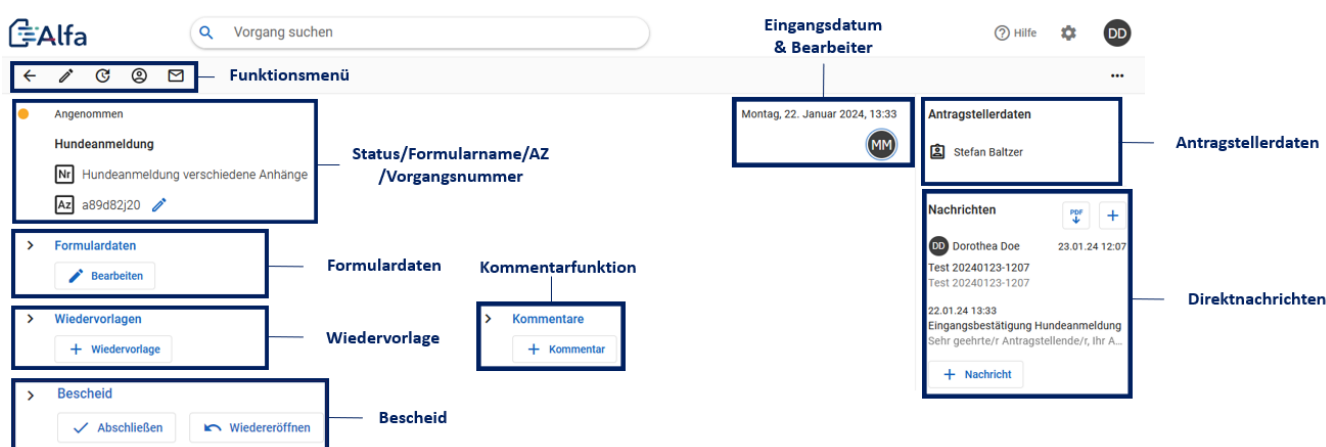 Alfa
Vorgang suchen
Eingangsdatum
& Bearbeiter
Hilfe
DD
Funktionsmenü
Angenommen
Hundeanmeldung
Nr Hundeanmeldung verschiedene Anhänge
Az a89d82j20
Status/Formularname/AZ
/Vorgangsnummer
Montag, 22. Januar 2024, 13:33
MM
Antragstellerdaten
Stefan Baltzer
Antragstellerdaten
Nachrichten
PDF
DD Dorothea Doe 23.01.24 12:07
Test 20240123-1207
Test 20240123-1207
22.01.24 13:33
Eingangsbestätigung Hundeanmeldung
Sehr geehrte/r Antragstellende/r, Ihr A...
+ Nachricht
Direktnachrichten
Formulardaten
Bearbeiten
Formulardaten
Kommentarfunktion
Wiedervorlagen
+ Wiedervorlage
Wiedervorlage
Kommentare
+ Kommentar
Bescheid
Abschließen
Wiedereröffnen
Bescheid